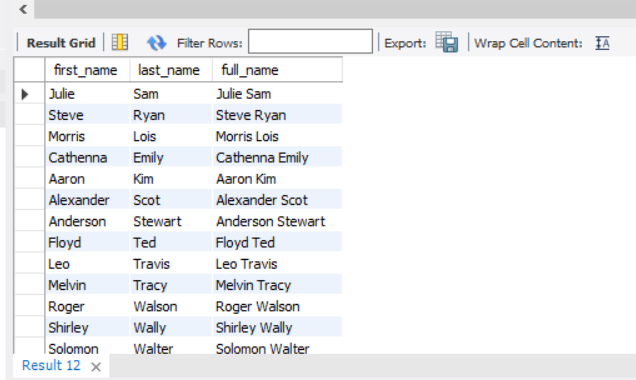 Result Grid Filter Rows: Export: Wrap Cell Content:
first_name last_name full_name
Julie Sam Julie Sam
Steve Ryan Steve Ryan
Morris Lois Morris Lois
Cathenna Emily Cathenna Emily
Aaron Kim Aaron Kim
Alexander Scot Alexander Scot
Anderson Stewart Anderson Stewart
Floyd Ted Floyd Ted
Leo Travis Leo Travis
Melvin Tracy Melvin Tracy
Roger Walson Roger Walson
Shirley Wally Shirley Wally
Solomon Walter Solomon Walter
Result 12